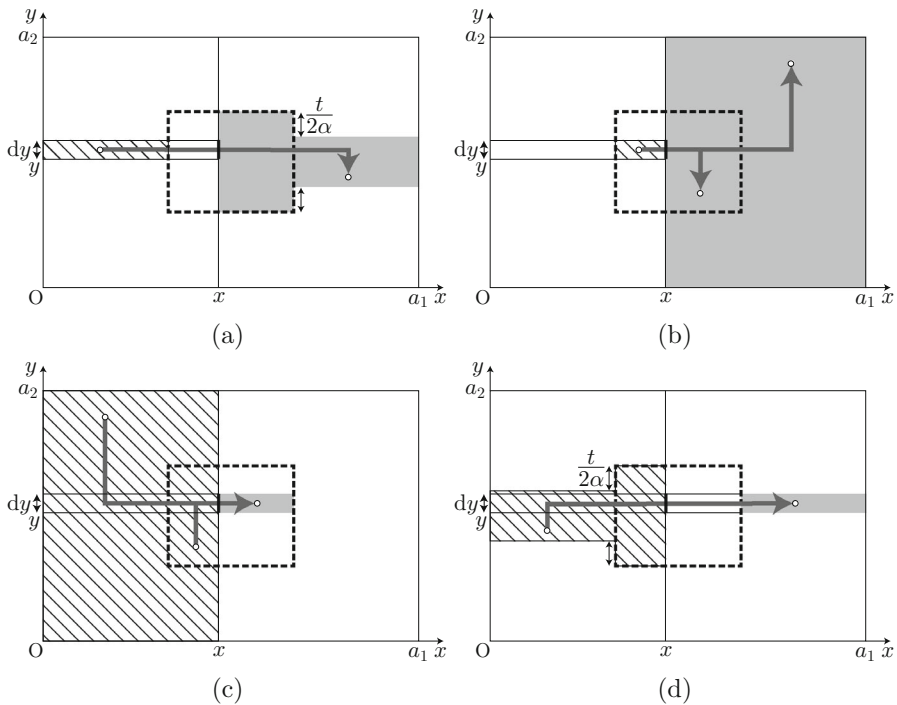 y y
a₂ a₂
t
2α
dy dy
y y
O x a₁ x O x a₁ x
(a) (b)
y y
a₂ a₂
t
2α
dy dy
y y
O x a₁ x O x a₁ x
(c) (d)